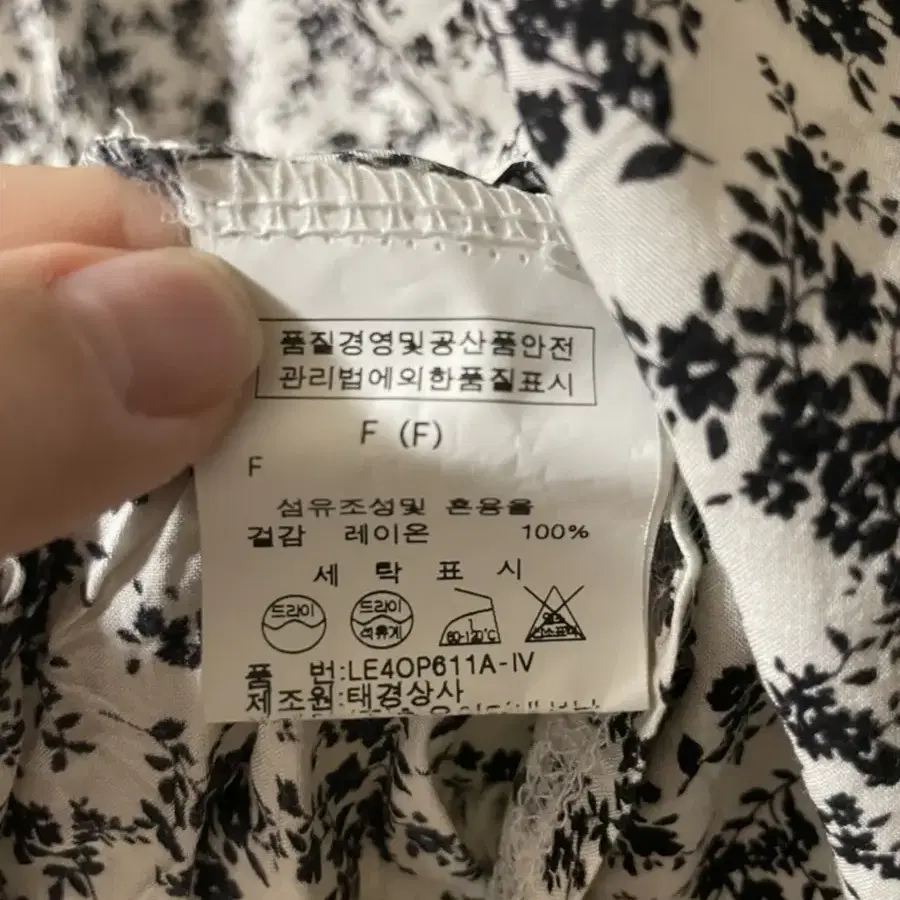 품질경영및공산품안전
관리법에의한품질표시
F (F)
F
섬유조성및 혼용율
겉감 레이온 100%
세 탁 표 시
드라이 드라이 석유계 80-120℃
품 번:LE4OP611A-IV
제조원:태경상사